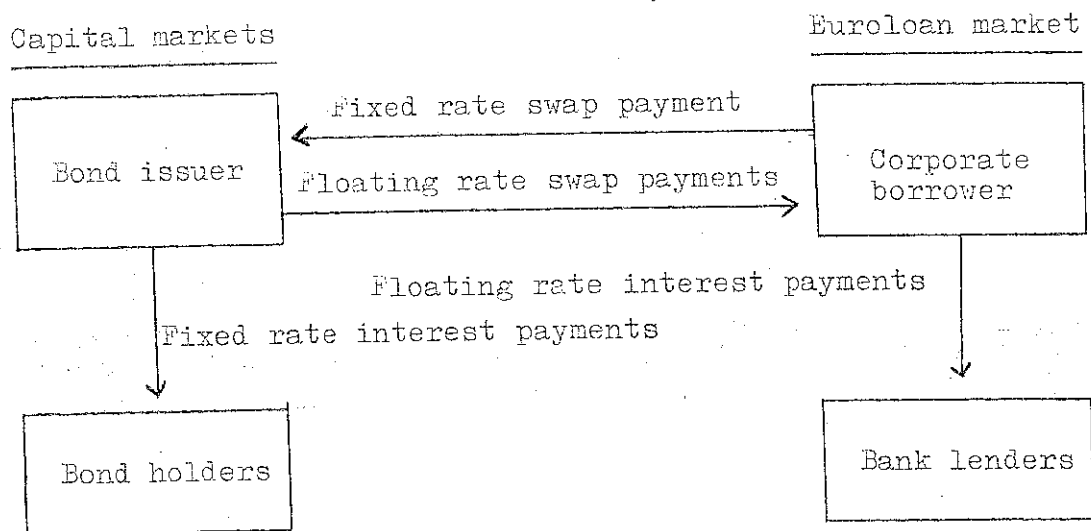 Capital markets
Euroloan market
Fixed rate swap payment
Bond issuer
Floating rate swap payments
Corporate
borrower
Floating rate interest payments
Fixed rate interest payments
Bond holders
Bank lenders